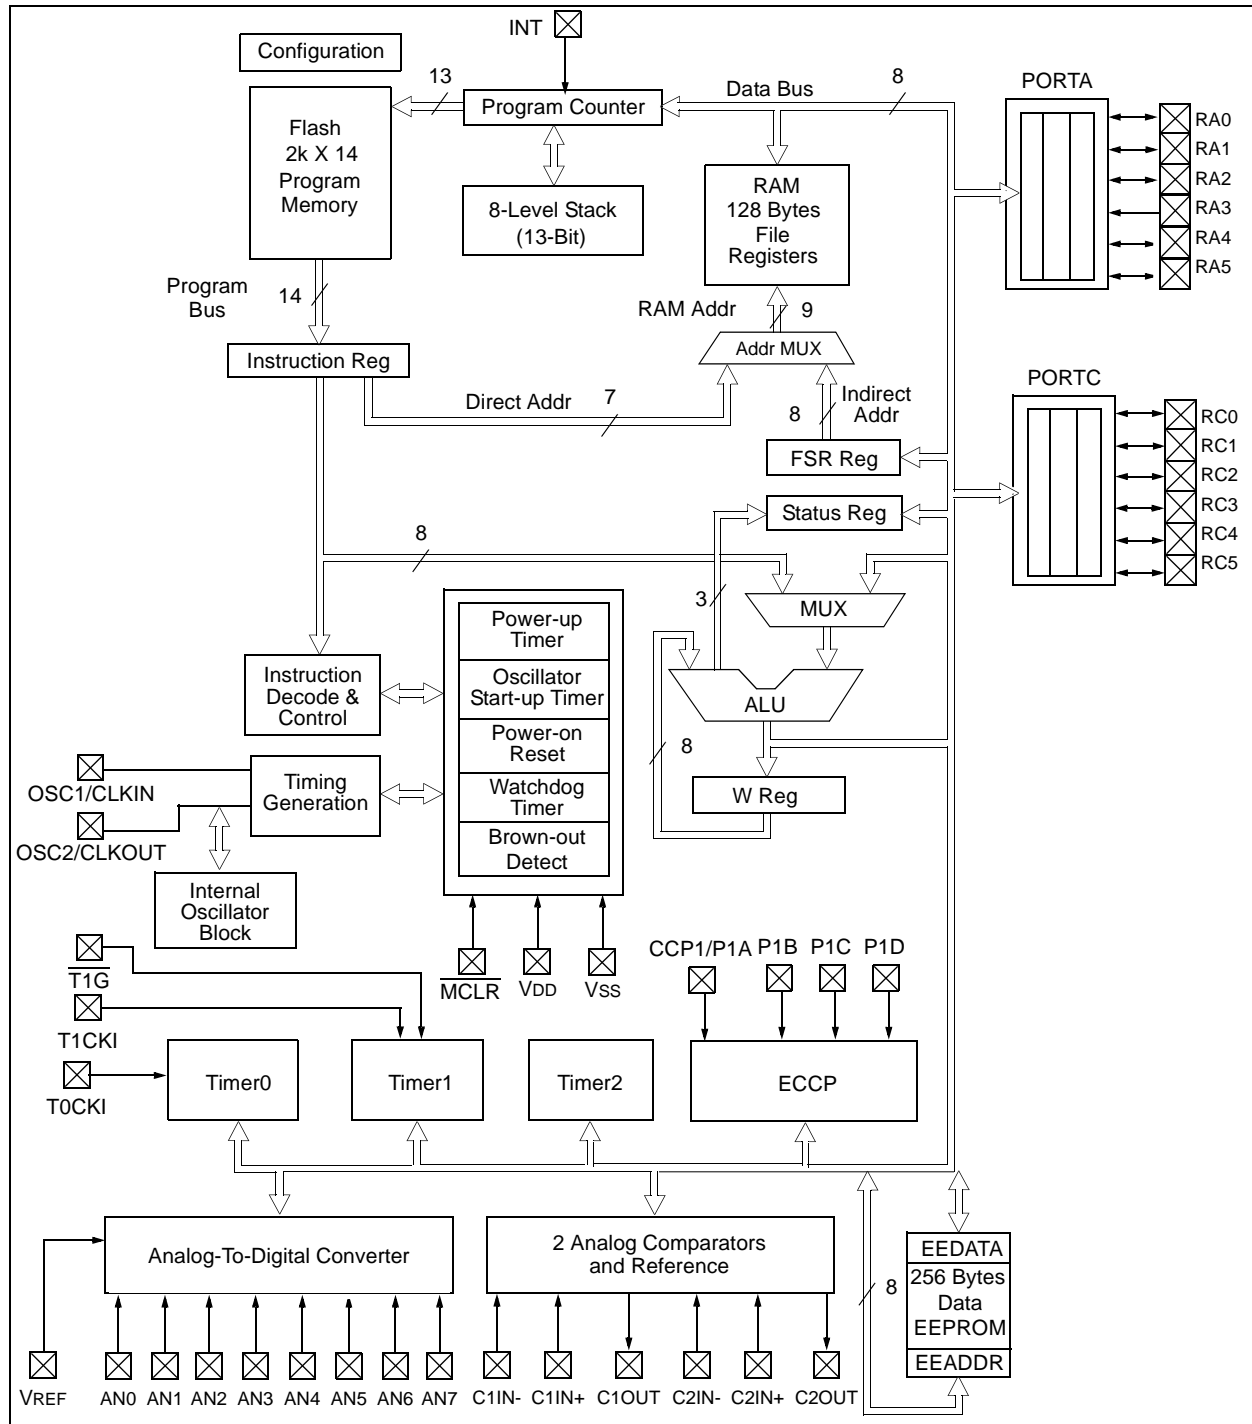 INT
Configuration
13
Data Bus
8
PORTA
Program Counter
Flash
2k X 14
Program
Memory
RAM
128 Bytes
File
Registers
8-Level Stack
(13-Bit)
RA0
RA1
RA2
RA3
RA4
RA5
Program
Bus
14
RAM Addr
9
Addr MUX
Instruction Reg
Direct Addr
7
Indirect
Addr
8
FSR Reg
Status Reg
PORTC
RC0
RC1
RC2
RC3
RC4
RC5
8
3
MUX
Power-up
Timer
Oscillator
Start-up Timer
Power-on
Reset
Watchdog
Timer
Brown-out
Detect
Instruction
Decode &
Control
ALU
8
W Reg
OSC1/CLKIN
Timing
Generation
OSC2/CLKOUT
Internal
Oscillator
Block
T1G
MCLR
VDD
VSS
CCP1/P1A
P1B
P1C
P1D
T1CKI
T0CKI
Timer0
Timer1
Timer2
ECCP
Analog-To-Digital Converter
2 Analog Comparators
and Reference
8
EEDATA
256 Bytes
Data
EEPROM
EEADDR
VREF
AN0
AN1
AN2
AN3
AN4
AN5
AN6
AN7
C1IN-
C1IN+
C1OUT
C2IN-
C2IN+
C2OUT